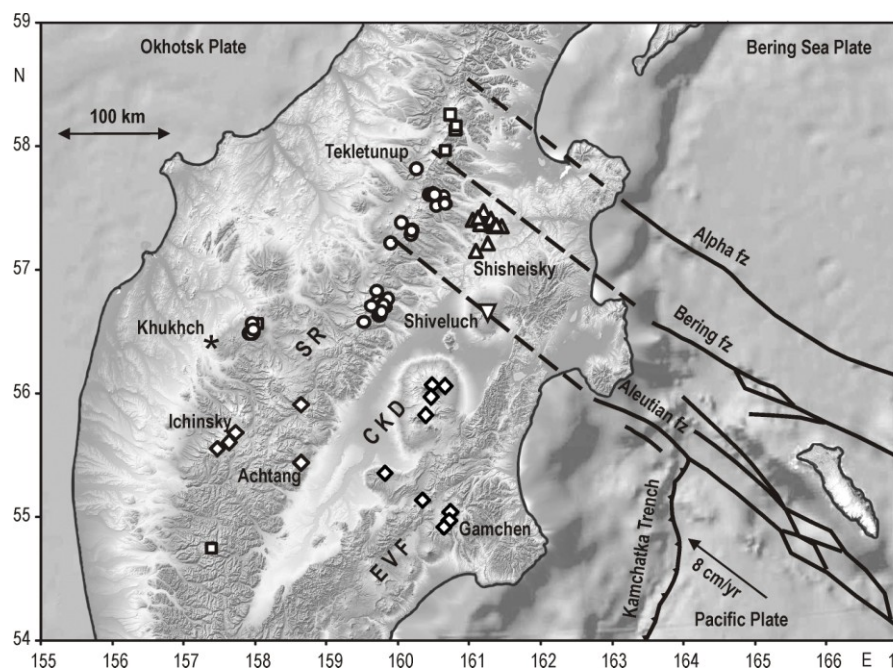 59
Okhotsk Plate
Bering Sea Plate
N
100 km
58
Tekletunup
Alpha fz
57
Shisheisky
Khukhch
SR
Shiveluch
Bering fz
56
Aleutian fz
Ichinsky
CKD
Achtang
55
Gamchen
EVF
Kamchatka Trench
8 cm/yr
Pacific Plate
54
155 156 157 158 159 160 161 162 163 164 165 166 E